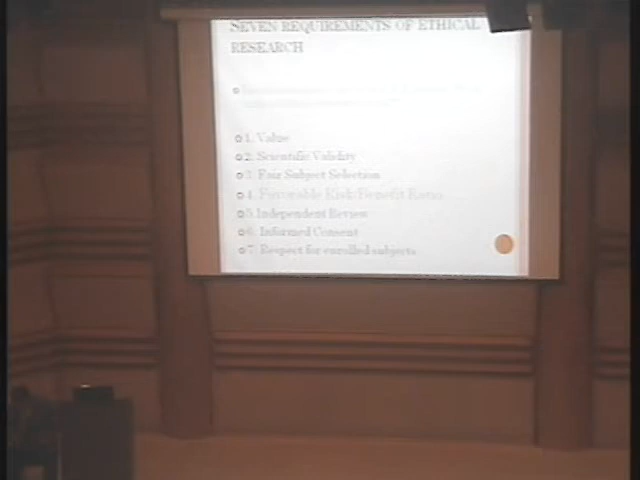 SEVEN REQUIREMENTS OF ETHICAL
RESEARCH
1. Value
2. Scientific Validity
3. Fair Subject Selection
4. Favorable Risk/Benefit Ratio
5. Independent Review
6. Informed Consent
7. Respect for enrolled subjects